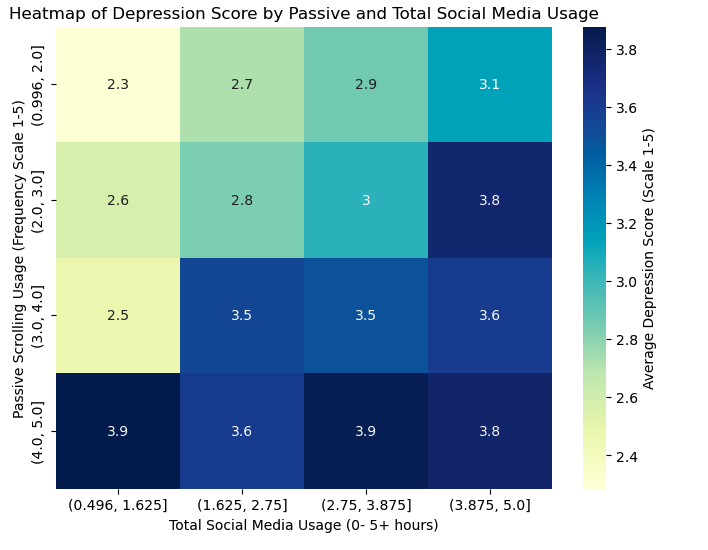 Heatmap of Depression Score by Passive and Total Social Media Usage
Passive Scrolling Usage (Frequency Scale 1-5)
(0.996, 2.0]
2.3 2.7 2.9 3.1
(2.0, 3.0]
2.6 2.8 3 3.8
(3.0, 4.0]
2.5 3.5 3.5 3.6
(4.0, 5.0]
3.9 3.6 3.9 3.8
(0.496, 1.625] (1.625, 2.75] (2.75, 3.875] (3.875, 5.0]
Total Social Media Usage (0- 5+ hours)
3.8
3.6
3.4
3.2
3.0
2.8
2.6
2.4
Average Depression Score (Scale 1-5)